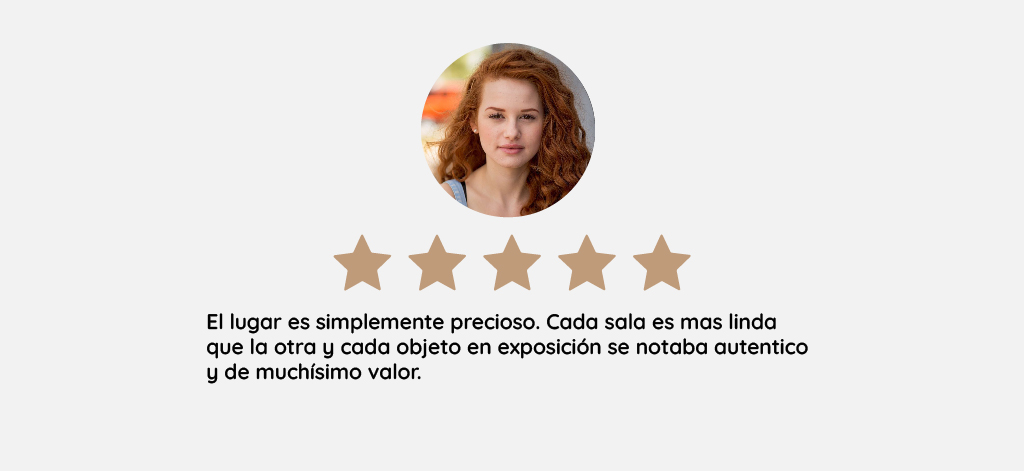 El lugar es simplemente precioso. Cada sala es mas linda
que la otra y cada objeto en exposición se notaba autentico
y de muchísimo valor.